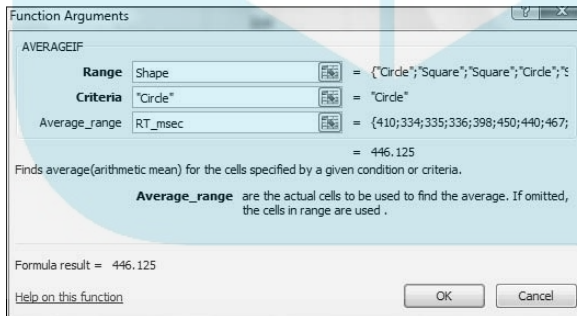 Function Arguments
AVERAGEIF
Range Shape = {"Circle";"Square";"Square";"Circle";"S
Criteria "Circle" = "Circle"
Average_range RT_msec = {410;334;335;336;398;450;440;467;
= 446.125
Finds average(arithmetic mean) for the cells specified by a given condition or criteria.
Average_range are the actual cells to be used to find the average. If omitted,
the cells in range are used .
Formula result = 446.125
Help on this function
OK Cancel